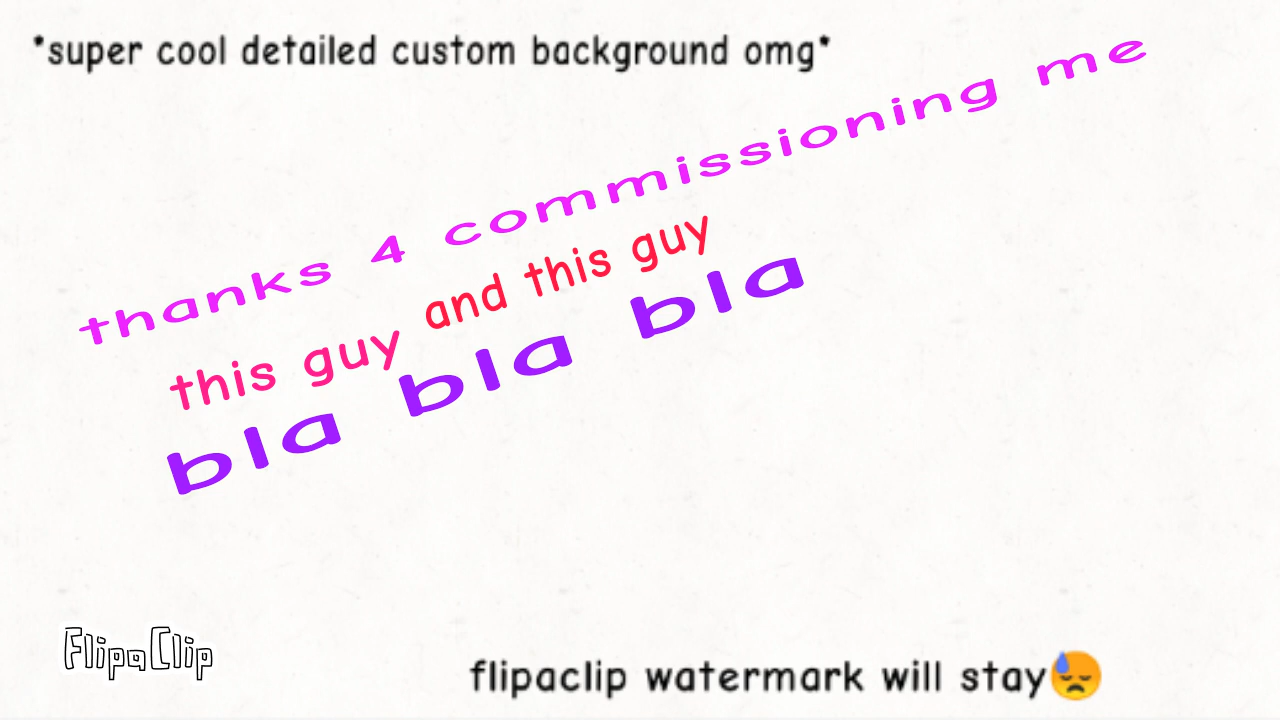 *super cool detailed custom background omg*
thanks 4 commissioning me
this guy and this guy
bla bla bla
FlipaClip
flipaclip watermark will stay😓